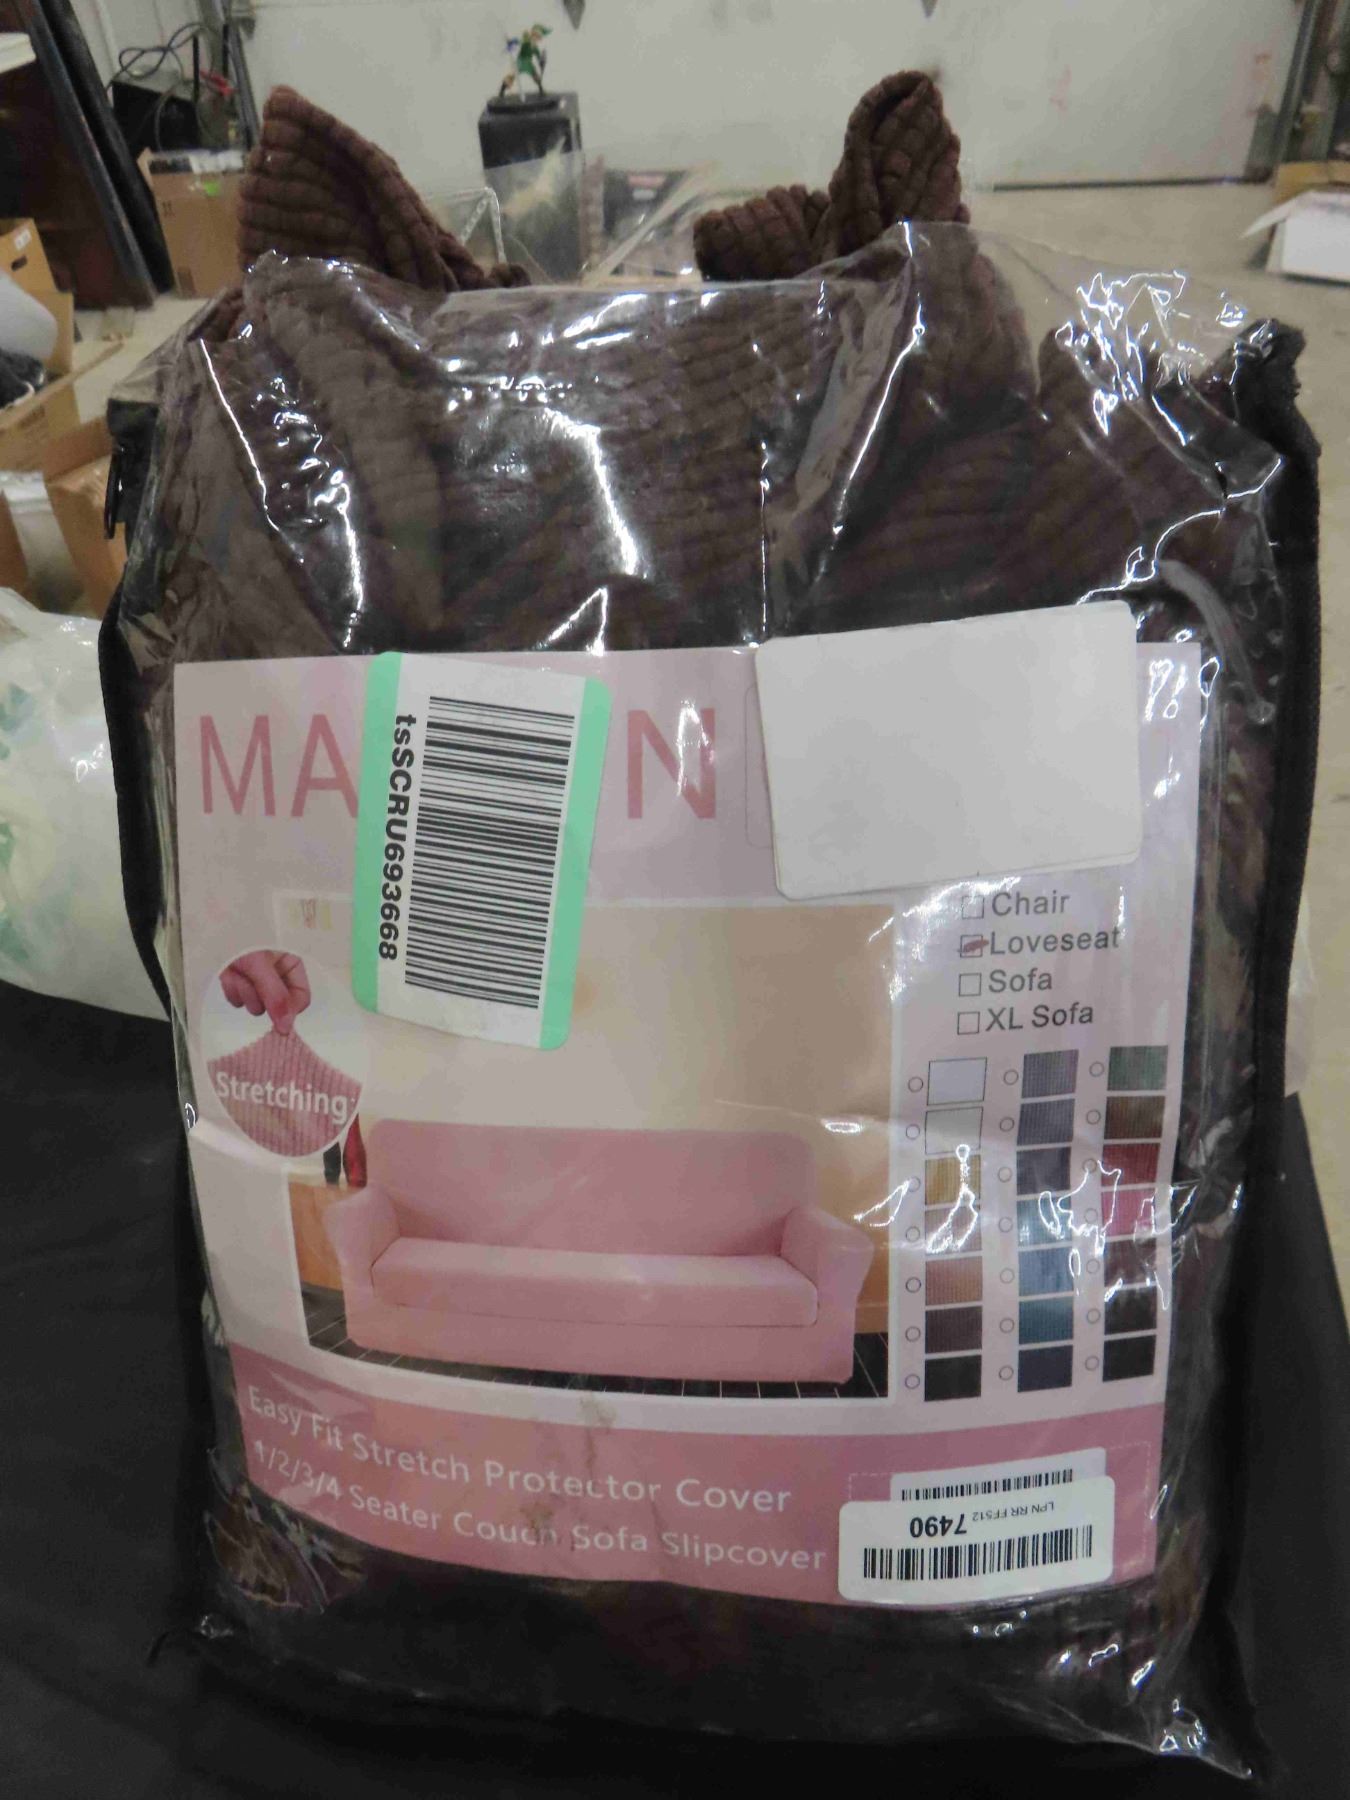 MA
N
tsSCRU693668
Chair
Loveseat
Sofa
XL Sofa
Stretching
Easy Fit Stretch Protector Cover
1/2/3/4 Seater Couch Sofa Slipcover
LPN RR FF512 7490